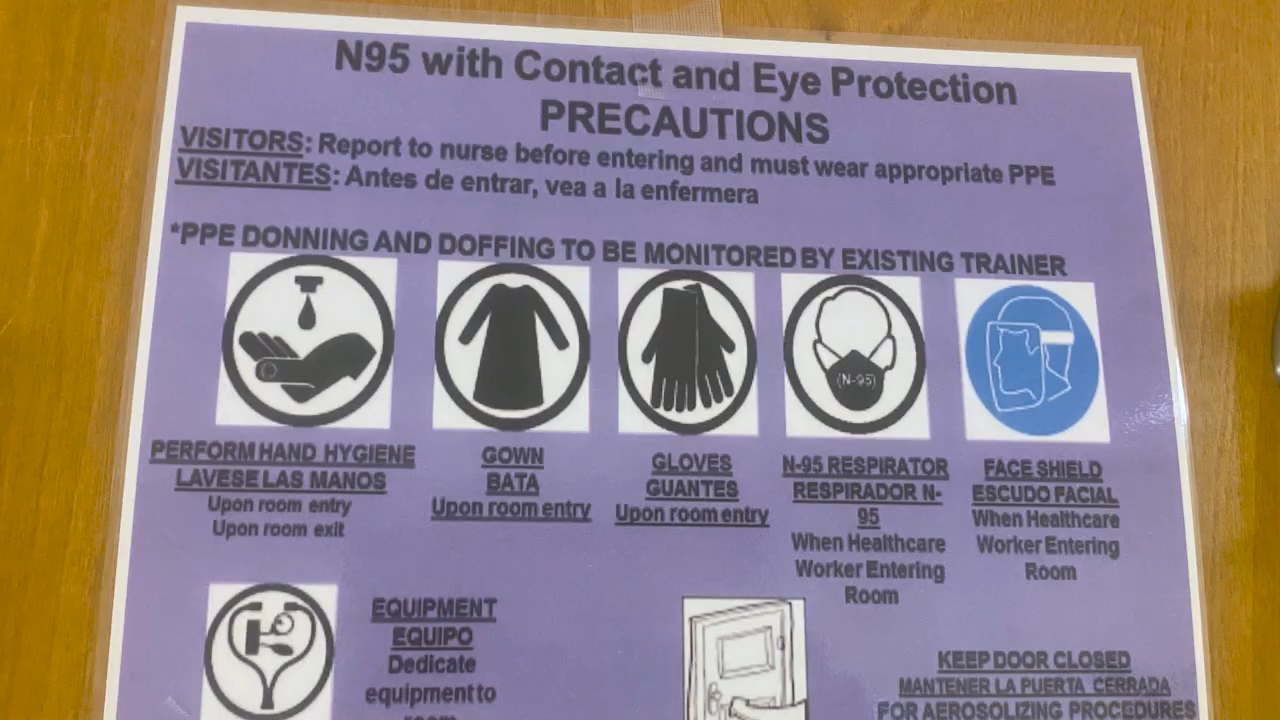 N95 with Contact and Eye Protection
PRECAUTIONS
VISITORS: Report to nurse before entering and must wear appropriate PPE
VISITANTES: Antes de entrar, vea a la enfermera
*PPE DONNING AND DOFFING TO BE MONITORED BY EXISTING TRAINER
(N-95)
PERFORM HAND HYGIENE
LAVESE LAS MANOS
Upon room entry
Upon room exit
GOWN
BATA
Upon room entry
GLOVES
GUANTES
Upon room entry
N-95 RESPIRATOR
RESPIRADOR N-
95
When Healthcare
Worker Entering
Room
FACE SHIELD
ESCUDO FACIAL
When Healthcare
Worker Entering
Room
EQUIPMENT
EQUIPO
Dedicate
equipment to
room
KEEP DOOR CLOSED
MANTENER LA PUERTA CERRADA
FOR AEROSOLIZING PROCEDURES